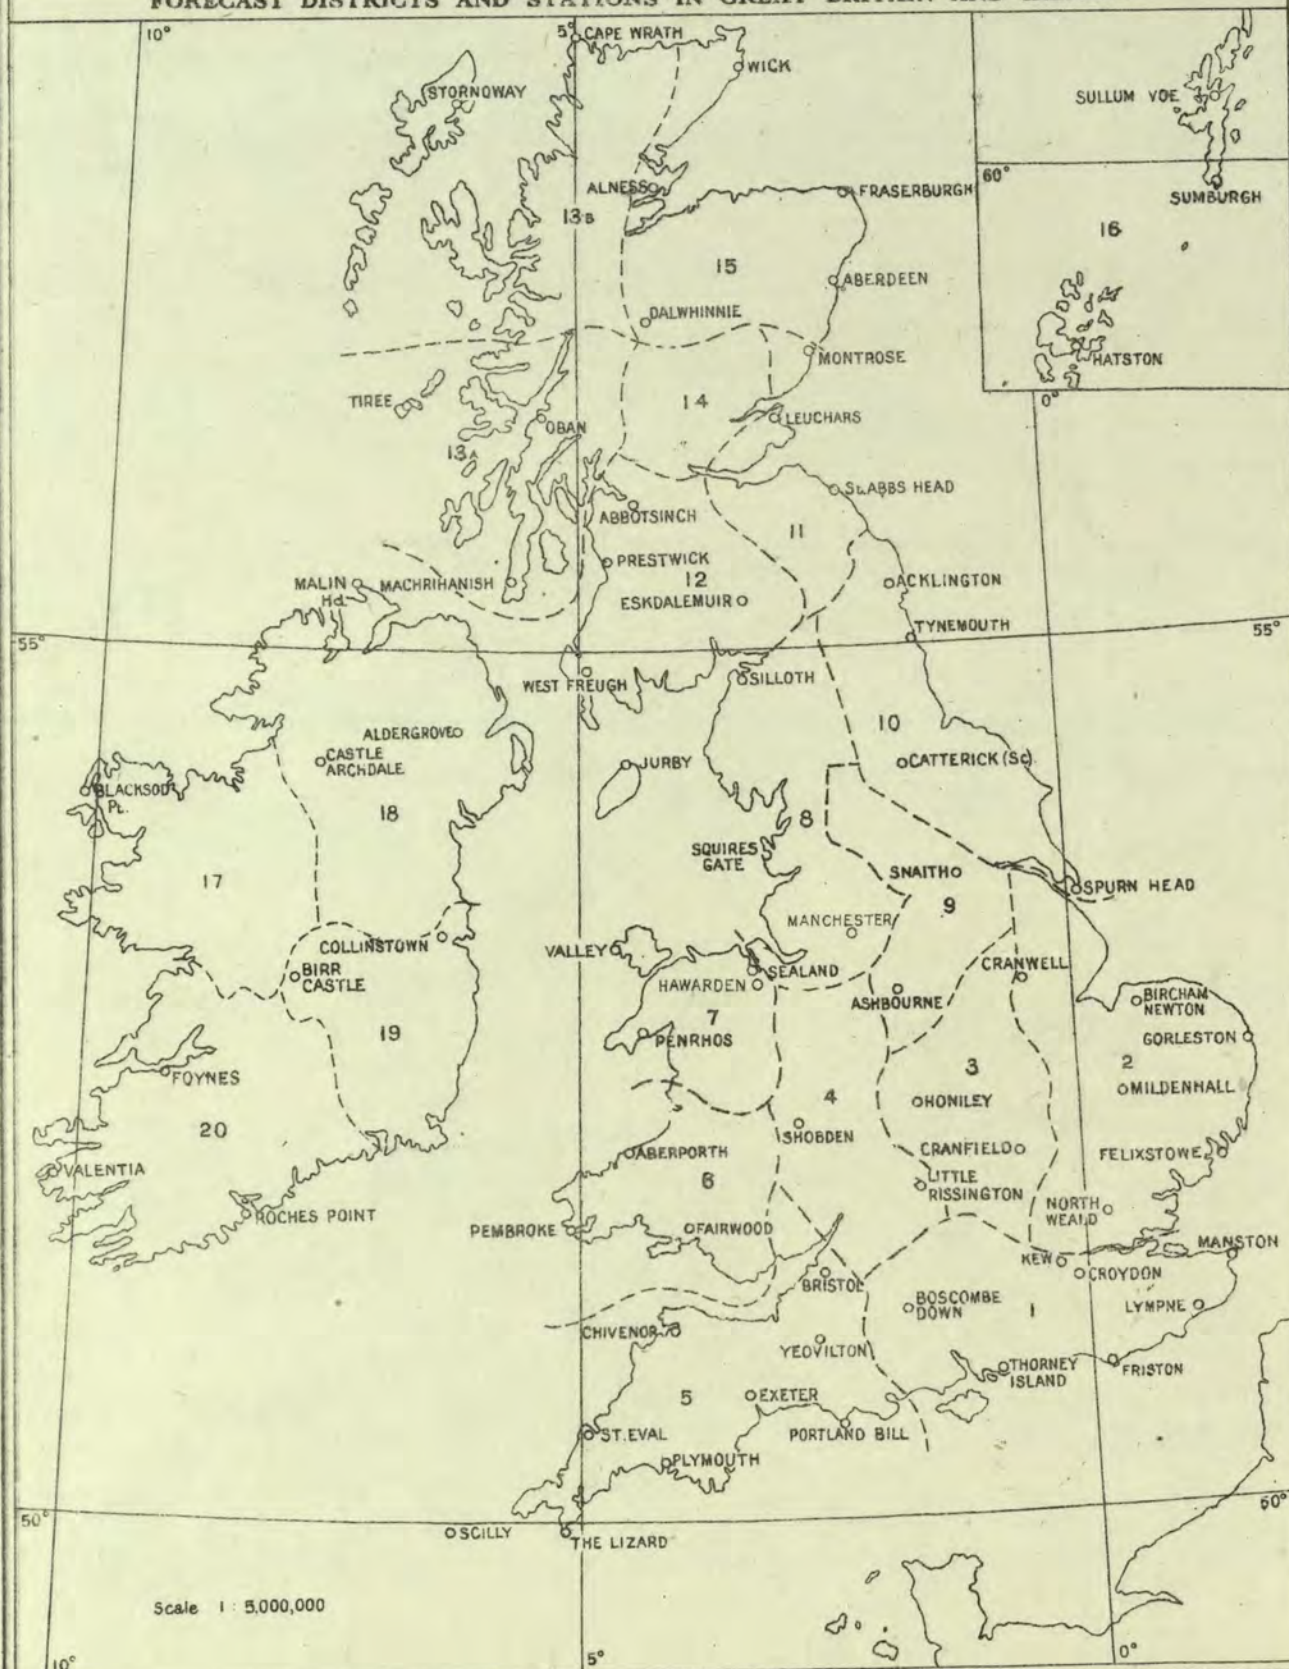 FORECAST DISTRICTS AND STATIONS IN GREAT BRITAIN AND
10°
5°
CAPE WRATH
WICK
STORNOWAY
SULLUM VOE
60°
ALNESS
FRASERBURGH
SUMBURGH
13B
16
15
ABERDEEN
DALWHINNIE
MONTROSE
HATSTON
TIREE
14
0°
LEUCHARS
OBAN
13A
St. ABBS HEAD
ABBOTSINCH
11
PRESTWICK
MALIN
Hd.
MACHRIHANISH
12
ACKLINGTON
ESKDALEMUIR
TYNEMOUTH
55°
55°
WEST FREUGH
SILLOTH
10
ALDERGROVE
CASTLE
ARCHDALE
JURBY
CATTERICK (Sc)
BLACKSOD
Pt.
18
8
SQUIRES
GATE
SNAITH
17
SPURN HEAD
9
MANCHESTER
COLLINSTOWN
VALLEY
CRANWELL
BIRR
CASTLE
SEALAND
HAWARDEN
ASHBOURNE
BIRCHAM
NEWTON
7
19
PENRHOS
GORLESTON
FOYNES
3
2
MILDENHALL
4
HONILEY
20
SHOBDEN
ABERPORTH
CRANFIELD
FELIXSTOWE
VALENTIA
6
LITTLE
RISSINGTON
NORTH
WEALD
ROCHES POINT
PEMBROKE
FAIRWOOD
MANSTON
KEW
CROYDON
BRISTOL
BOSCOMBE
DOWN
1
LYMPNE
CHIVENOR
YEOVILTON
THORNEY
ISLAND
FRISTON
5
EXETER
ST. EVAL
PORTLAND BILL
PLYMOUTH
50°
50°
SCILLY
THE LIZARD
Scale 1 : 5,000,000
10°
5°
0°